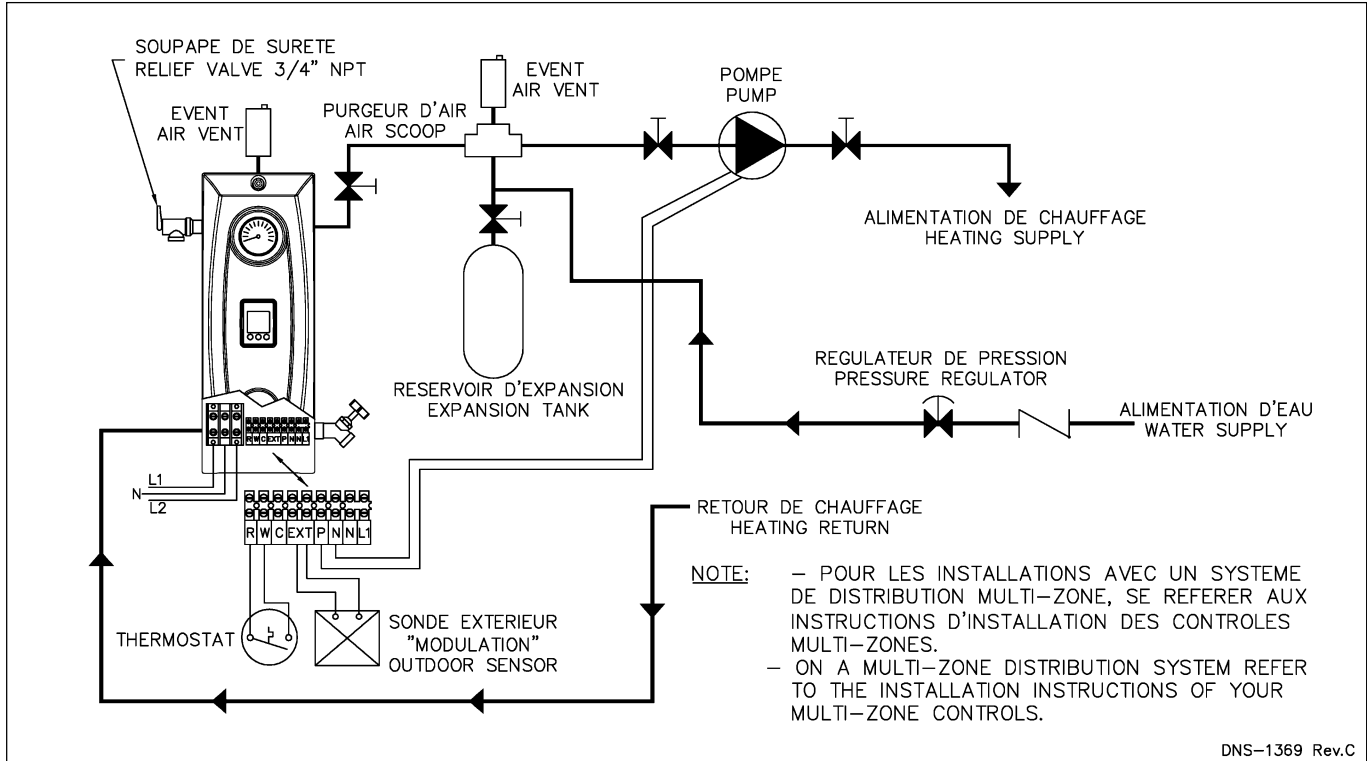 SOUPAPE DE SURETE
RELIEF VALVE 3/4" NPT
EVENT
AIR VENT
PURGEUR D'AIR
AIR SCOOP
EVENT
AIR VENT
POMPE
PUMP
ALIMENTATION DE CHAUFFAGE
HEATING SUPPLY
RESERVOIR D'EXPANSION
EXPANSION TANK
REGULATEUR DE PRESSION
PRESSURE REGULATOR
ALIMENTATION D'EAU
WATER SUPPLY
R W C EXT P N N L1
L1
N
L2
R W C EXT P N N L1
RETOUR DE CHAUFFAGE
HEATING RETURN
THERMOSTAT
SONDE EXTERIEUR
"MODULATION"
OUTDOOR SENSOR
NOTE: – POUR LES INSTALLATIONS AVEC UN SYSTEME
DE DISTRIBUTION MULTI–ZONE, SE REFERER AUX
INSTRUCTIONS D'INSTALLATION DES CONTROLES
MULTI–ZONES.
– ON A MULTI–ZONE DISTRIBUTION SYSTEM REFER
TO THE INSTALLATION INSTRUCTIONS OF YOUR
MULTI–ZONE CONTROLS.
DNS–1369 Rev.C